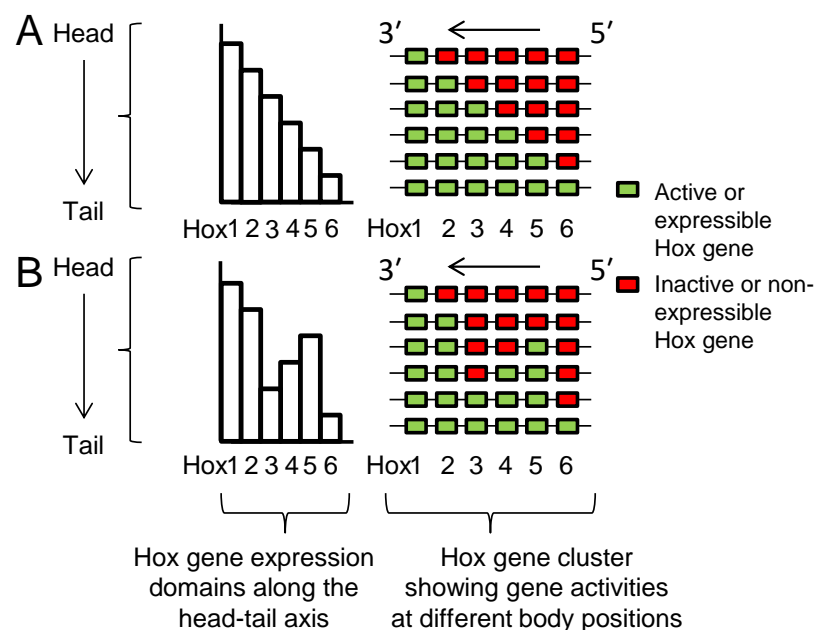 A
Head
Tail
3′ 5′
Hox1 2 3 4 5 6
Hox1 2 3 4 5 6
Active or
expressible
Hox gene
Inactive or non-
expressible
Hox gene
B
Head
Tail
3′ 5′
Hox1 2 3 4 5 6
Hox1 2 3 4 5 6
Hox gene expression
domains along the
head-tail axis
Hox gene cluster
showing gene activities
at different body positions